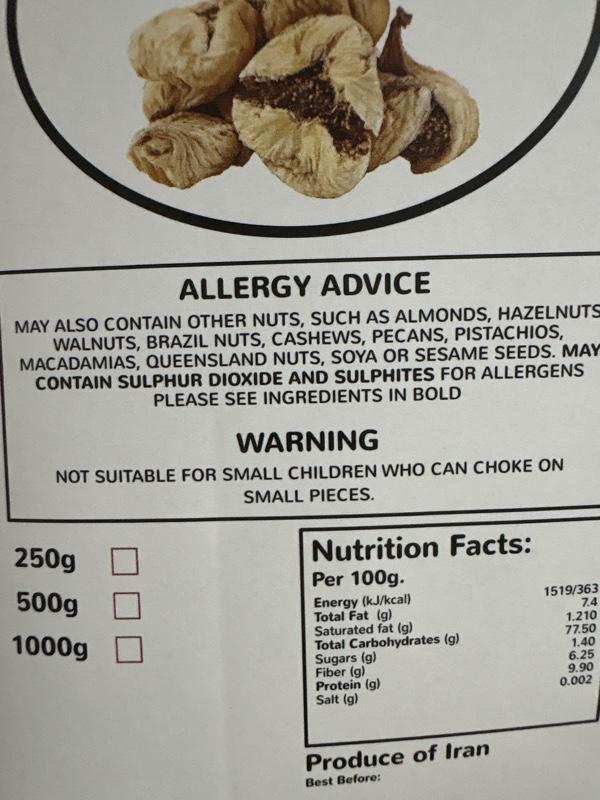 ALLERGY ADVICE
MAY ALSO CONTAIN OTHER NUTS, SUCH AS ALMONDS, HAZELNUTS
WALNUTS, BRAZIL NUTS, CASHEWS, PECANS, PISTACHIOS,
MACADAMIAS, QUEENSLAND NUTS, SOYA OR SESAME SEEDS. MAY
CONTAIN SULPHUR DIOXIDE AND SULPHITES FOR ALLERGENS
PLEASE SEE INGREDIENTS IN BOLD
WARNING
NOT SUITABLE FOR SMALL CHILDREN WHO CAN CHOKE ON
SMALL PIECES.
250g
500g
1000g
Nutrition Facts:
Per 100g.
Energy (kJ/kcal) 1519/363
Total Fat (g) 7.4
Saturated fat (g) 1.210
Total Carbohydrates (g) 77.50
Sugars (g) 1.40
Fiber (g) 6.25
Protein (g) 9.90
Salt (g) 0.002
Produce of Iran
Best Before: